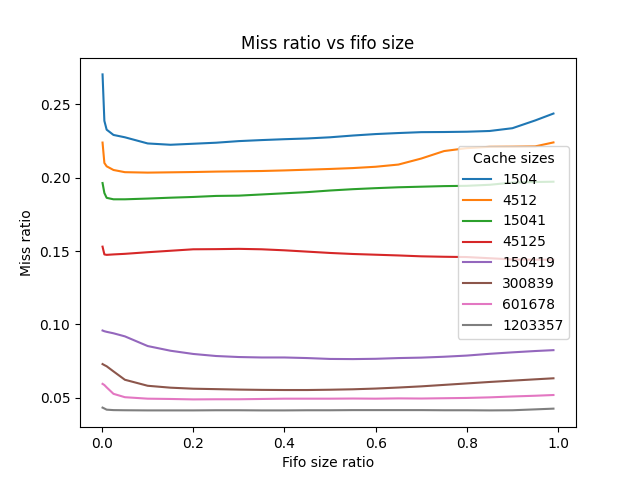 Miss ratio vs fifo size
Miss ratio
0.25
0.20
0.15
0.10
0.05
Cache sizes
1504
4512
15041
45125
150419
300839
601678
1203357
0.0 0.2 0.4 0.6 0.8 1.0
Fifo size ratio